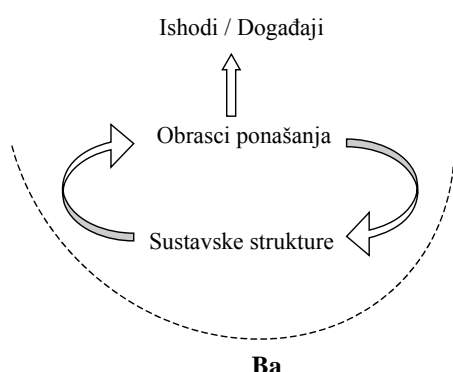 Ishodi / Događaji
Obrasci ponašanja
Sustavske strukture
Ba